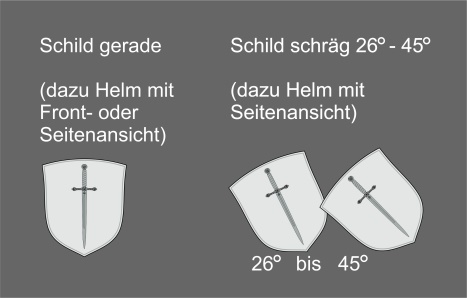 Schild gerade
(dazu Helm mit
Front- oder
Seitenansicht)
Schild schräg 26° - 45°
(dazu Helm mit
Seitenansicht)
26° bis 45°